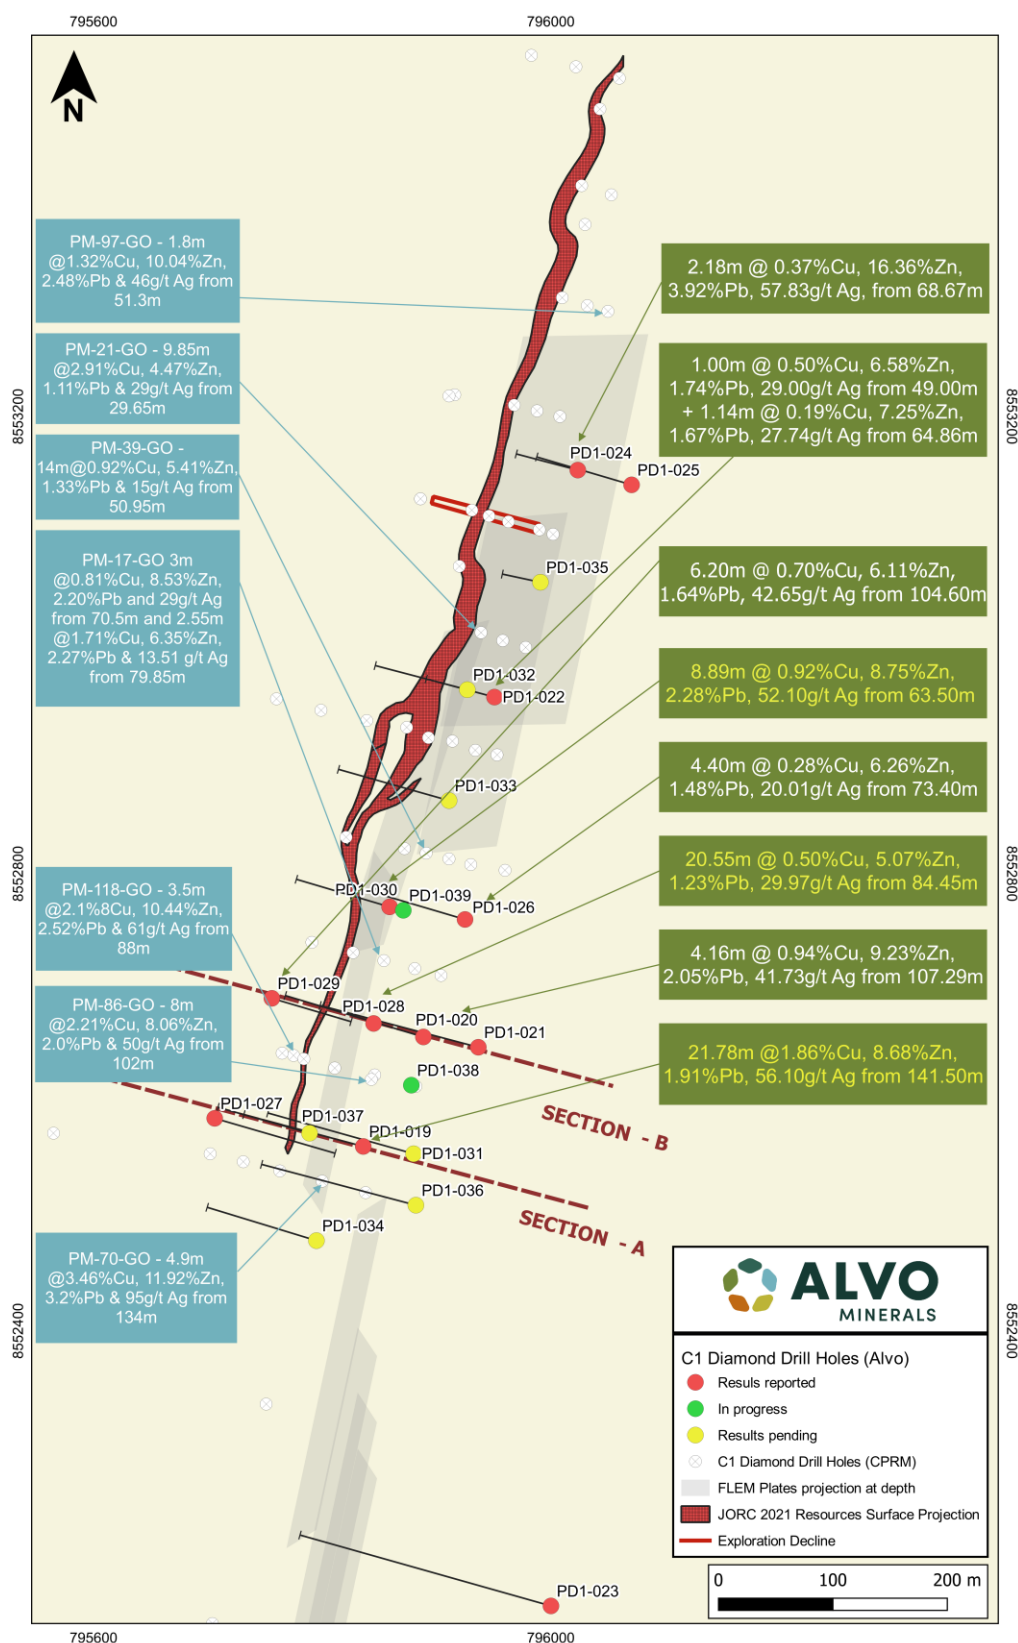 795600
796000
N
PM-97-GO - 1.8m
@1.32%Cu, 10.04%Zn,
2.48%Pb & 46g/t Ag from
51.3m
2.18m @ 0.37%Cu, 16.36%Zn,
3.92%Pb, 57.83g/t Ag, from 68.67m
PM-21-GO - 9.85m
@2.91%Cu, 4.47%Zn,
1.11%Pb & 29g/t Ag from
29.65m
1.00m @ 0.50%Cu, 6.58%Zn,
1.74%Pb, 29.00g/t Ag from 49.00m
+ 1.14m @ 0.19%Cu, 7.25%Zn,
1.67%Pb, 27.74g/t Ag from 64.86m
8553200
8553200
PM-39-GO -
14m@0.92%Cu, 5.41%Zn,
1.33%Pb & 15g/t Ag from
50.95m
PD1-024
PD1-025
PM-17-GO 3m
@0.81%Cu, 8.53%Zn,
2.20%Pb and 29g/t Ag
from 70.5m and 2.55m
@1.71%Cu, 6.35%Zn,
2.27%Pb & 13.51 g/t Ag
from 79.85m
PD1-035
6.20m @ 0.70%Cu, 6.11%Zn,
1.64%Pb, 42.65g/t Ag from 104.60m
PD1-032
PD1-022
8.89m @ 0.92%Cu, 8.75%Zn,
2.28%Pb, 52.10g/t Ag from 63.50m
PD1-033
4.40m @ 0.28%Cu, 6.26%Zn,
1.48%Pb, 20.01g/t Ag from 73.40m
8552800
8552800
20.55m @ 0.50%Cu, 5.07%Zn,
1.23%Pb, 29.97g/t Ag from 84.45m
PM-118-GO - 3.5m
@2.1%8Cu, 10.44%Zn,
2.52%Pb & 61g/t Ag from
88m
PD1-030
PD1-039
PD1-026
4.16m @ 0.94%Cu, 9.23%Zn,
2.05%Pb, 41.73g/t Ag from 107.29m
PD1-029
PD1-028
PD1-020
PD1-021
PM-86-GO - 8m
@2.21%Cu, 8.06%Zn,
2.0%Pb & 50g/t Ag from
102m
21.78m @1.86%Cu, 8.68%Zn,
1.91%Pb, 56.10g/t Ag from 141.50m
PD1-038
PD1-027
PD1-037
PD1-019
PD1-031
SECTION - B
PD1-036
PD1-034
SECTION - A
PM-70-GO - 4.9m
@3.46%Cu, 11.92%Zn,
3.2%Pb & 95g/t Ag from
134m
8552400
8552400
ALVO
MINERALS
C1 Diamond Drill Holes (Alvo)
Resuls reported
In progress
Results pending
C1 Diamond Drill Holes (CPRM)
FLEM Plates projection at depth
JORC 2021 Resources Surface Projection
Exploration Decline
0 100 200 m
PD1-023
795600
796000